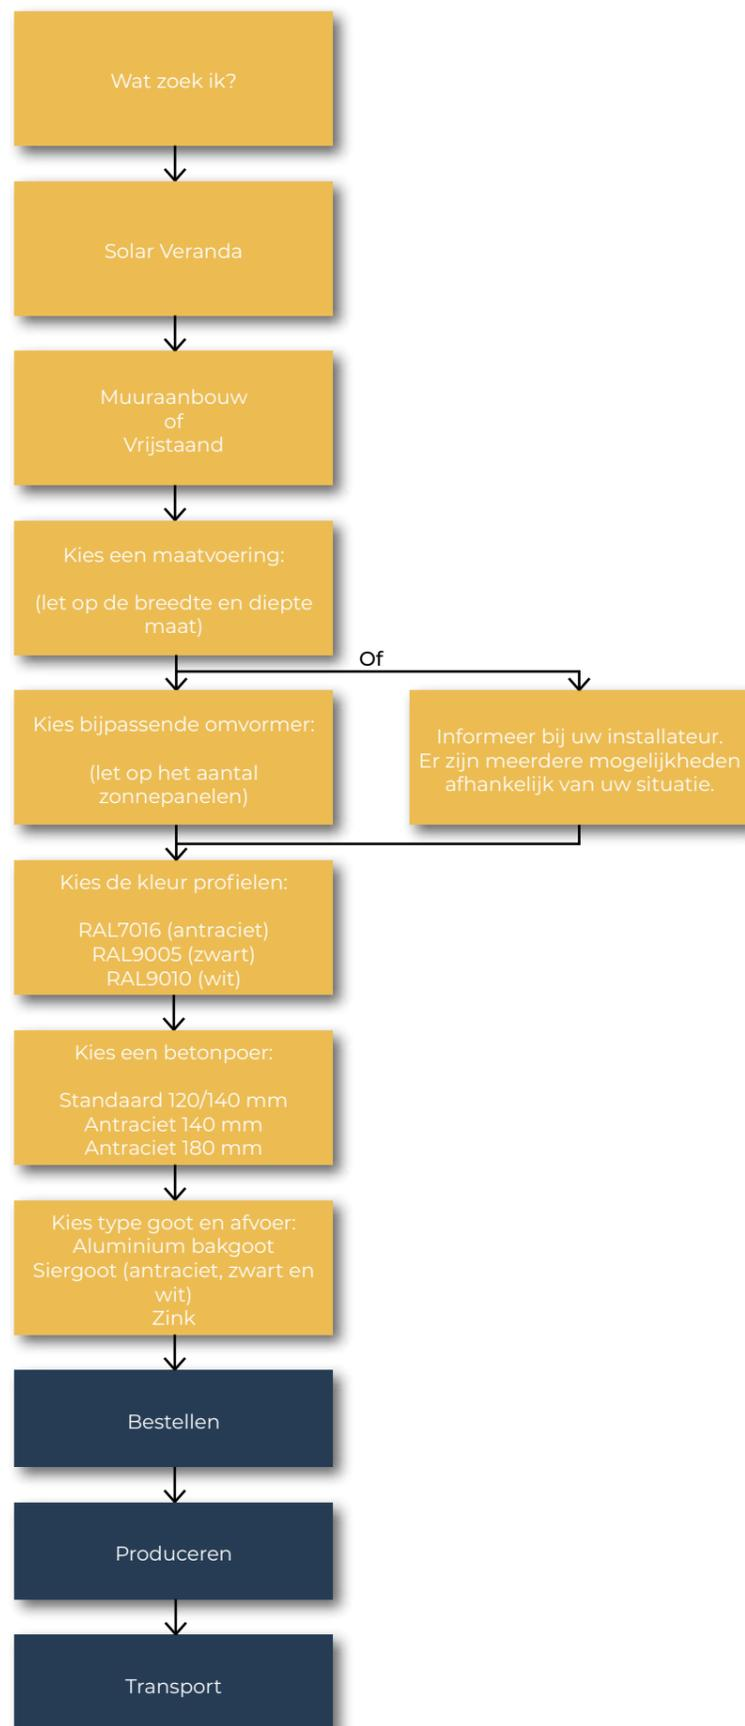 Wat zoek ik?
Solar Veranda
Muuraanbouw
of
Vrijstaand
Kies een maatvoering:
(let op de breedte en diepte
maat)
Of
Kies bijpassende omvormer:
(let op het aantal
zonnepanelen)
Informeer bij uw installateur.
Er zijn meerdere mogelijkheden
afhankelijk van uw situatie.
Kies de kleur profielen:
RAL7016 (antraciet)
RAL9005 (zwart)
RAL9010 (wit)
Kies een betonpoer:
Standaard 120/140 mm
Antraciet 140 mm
Antraciet 180 mm
Kies type goot en afvoer:
Aluminium bakgoot
Siergoot (antraciet, zwart en
wit)
Zink
Bestellen
Produceren
Transport